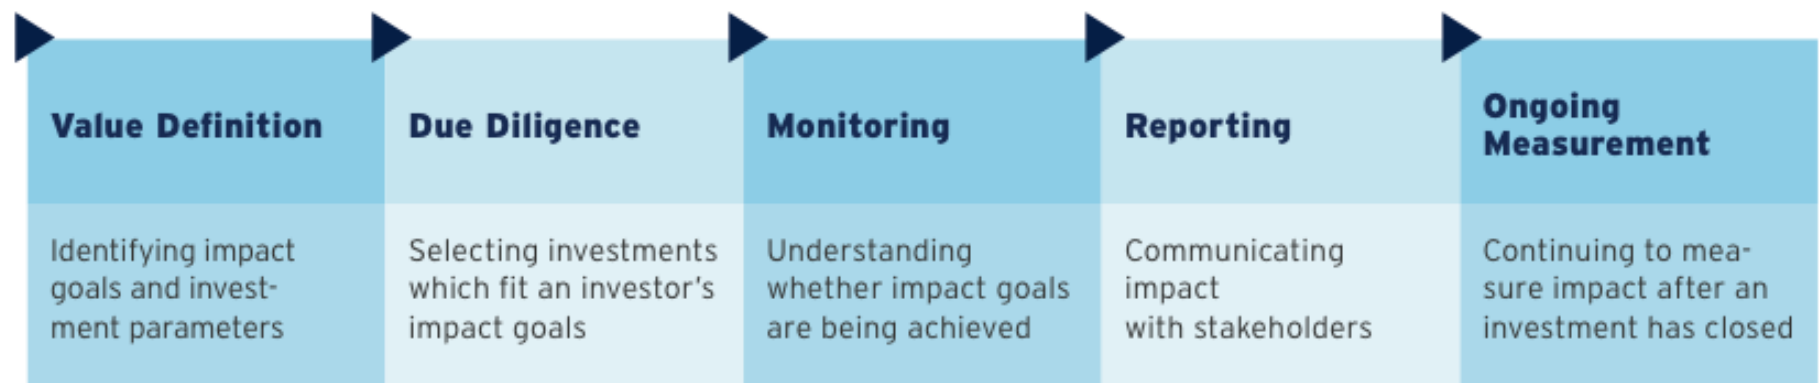 Value Definition
Identifying impact
goals and invest-
ment parameters
Due Diligence
Selecting investments
which fit an investor's
impact goals
Monitoring
Understanding
whether impact goals
are being achieved
Reporting
Communicating
impact
with stakeholders
Ongoing
Measurement
Continuing to mea-
sure impact after an
investment has closed